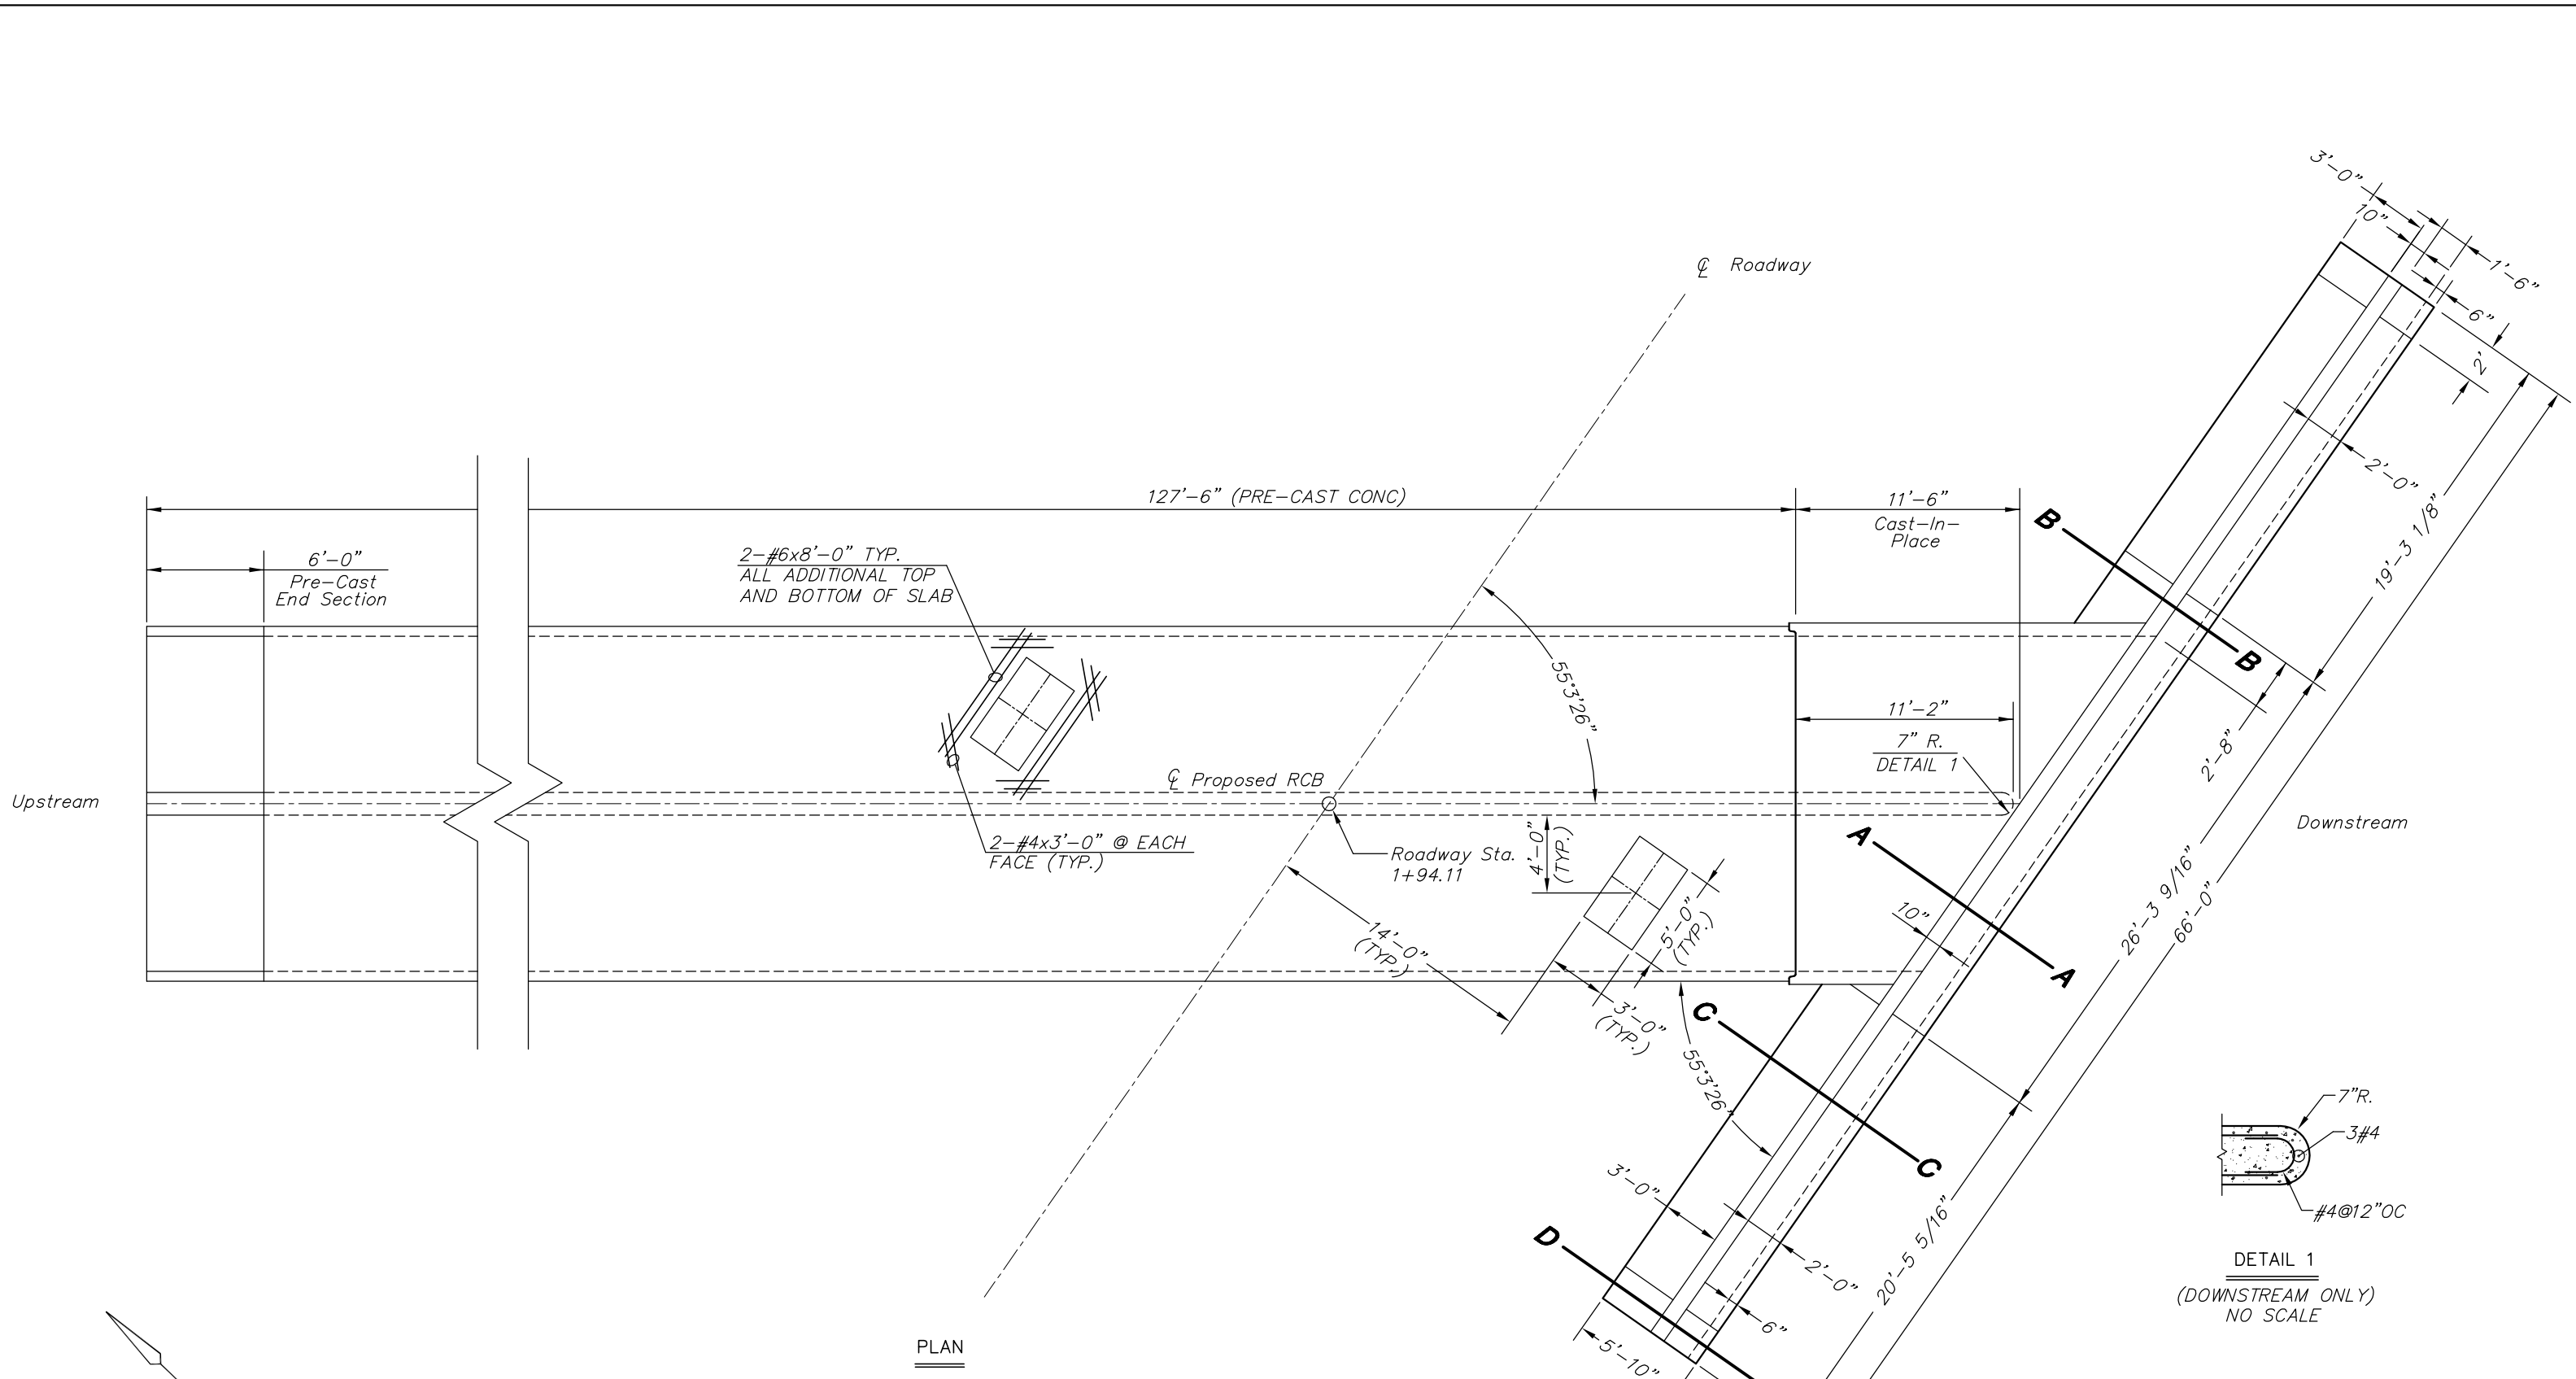 3'-0"
10"
1'-6"
6"
2'
℄ Roadway
2'-0"
127'-6" (PRE-CAST CONC)
11'-6"
Cast-In-
Place
B
19'-3 1/8"
6'-0"
Pre-Cast
End Section
2-#6x8'-0" TYP.
ALL ADDITIONAL TOP
AND BOTTOM OF SLAB
B
55°3'26"
11'-2"
7" R.
DETAIL 1
2'-8"
℄ Proposed RCB
Upstream
Downstream
2-#4x3'-0" @ EACH
FACE (TYP.)
Roadway Sta.
1+94.11
4'-0"
(TYP.)
A
10"
26'-3 9/16"
66'-0"
14'-0"
(TYP.)
5'-0"
(TYP.)
A
3'-0"
(TYP.)
C
55°3'26"
7"R.
3#4
C
3'-0"
#4@12"OC
D
2'-0"
20'-5 5/16"
DETAIL 1
(DOWNSTREAM ONLY)
NO SCALE
6"
PLAN
5'-10"